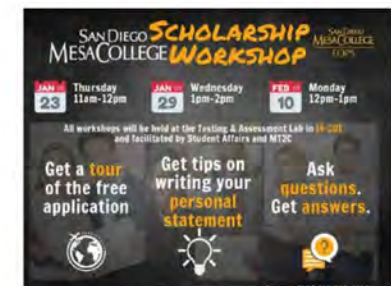 SAN DIEGO
MESA COLLEGE
SCHOLARSHIP
WORKSHOP
SAN DIEGO
MESA COLLEGE
EOPS
JAN
23
Thursday
11am-12pm
JAN
29
Wednesday
1pm-2pm
FEB
10
Monday
12pm-1pm
All workshops will be held at the Testing & Assessment Lab in
and facilitated by Student Affairs and MT2C
Get a tour
of the free
application
Get tips on
writing your
personal
statement
Ask
questions.
Get answers.
?